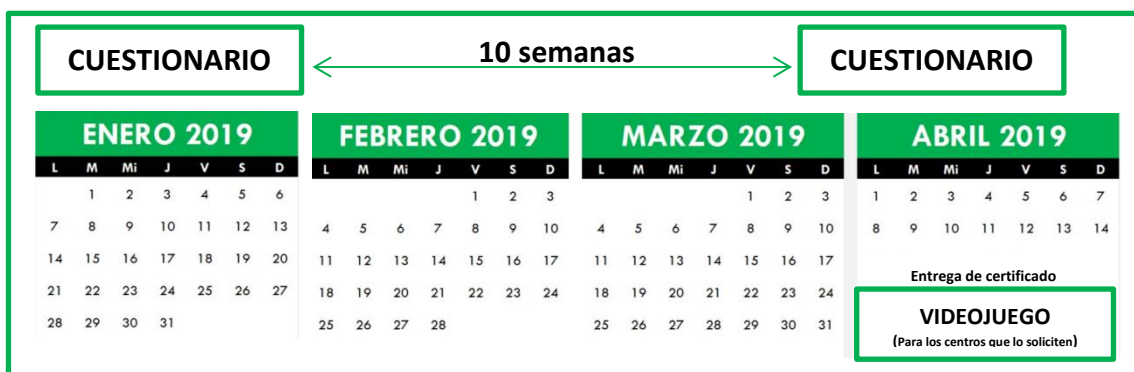 CUESTIONARIO
10 semanas
CUESTIONARIO
ENERO 2019
L M Mi J V S D
1 2 3 4 5 6
7 8 9 10 11 12 13
14 15 16 17 18 19 20
21 22 23 24 25 26 27
28 29 30 31
FEBRERO 2019
L M Mi J V S D
1 2 3
4 5 6 7 8 9 10
11 12 13 14 15 16 17
18 19 20 21 22 23 24
25 26 27 28
MARZO 2019
L M Mi J V S D
1 2 3
4 5 6 7 8 9 10
11 12 13 14 15 16 17
18 19 20 21 22 23 24
25 26 27 28 29 30 31
ABRIL 2019
L M Mi J V S D
1 2 3 4 5 6 7
8 9 10 11 12 13 14
Entrega de certificado
VIDEOJUEGO
(Para los centros que lo soliciten)